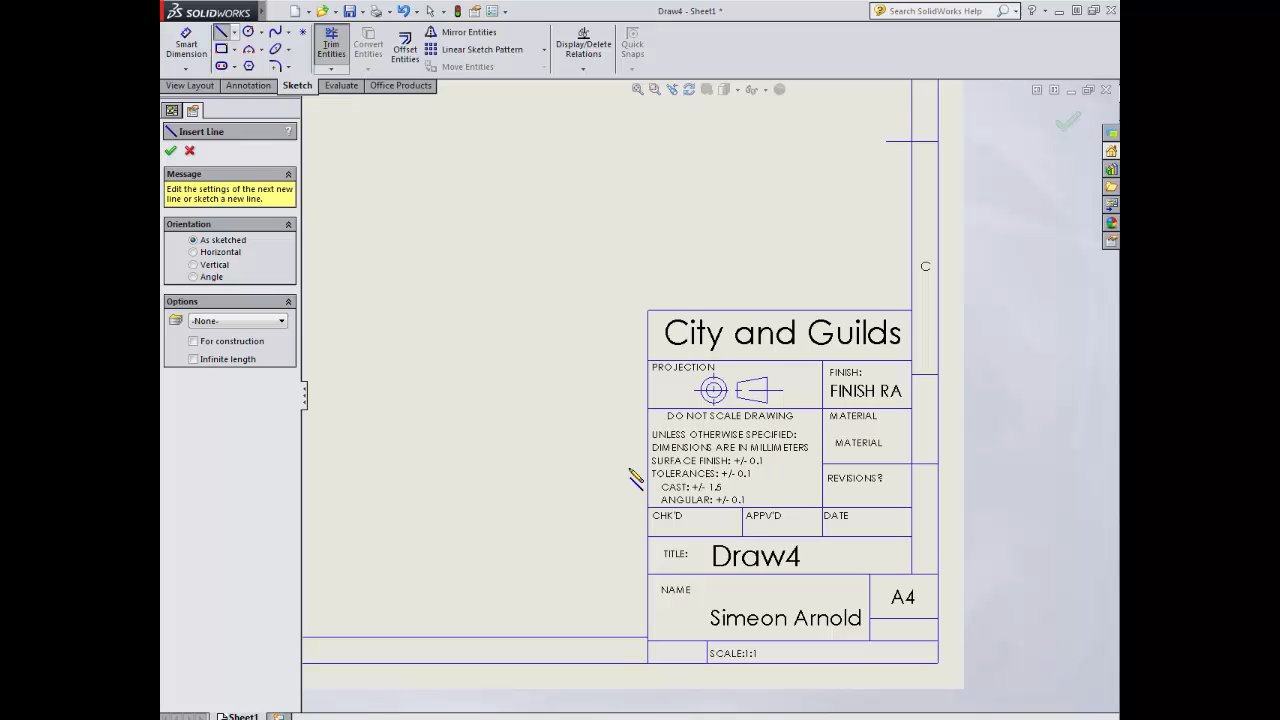 SOLIDWORKS
Draw4 - Sheet1 *
Search SolidWorks Help
Smart
Dimension
Trim
Entities
Convert
Entities
Offset
Entities
Mirror Entities
Linear Sketch Pattern
Move Entities
Display/Delete
Relations
Quick
Snaps
View Layout
Annotation
Sketch
Evaluate
Office Products
Insert Line
?
Message
Edit the settings of the next new
line or sketch a new line.
Orientation
As sketched
Horizontal
Vertical
Angle
Options
-None-
For construction
Infinite length
C
City and Guilds
PROJECTION
FINISH:
FINISH RA
DO NOT SCALE DRAWING
MATERIAL
UNLESS OTHERWISE SPECIFIED:
MATERIAL
DIMENSIONS ARE IN MILLIMETERS
SURFACE FINISH: +/- 0.1
TOLERANCES: +/- 0.1
REVISIONS?
CAST: +/- 1.5
ANGULAR: +/- 0.1
CHK'D
APPV'D
DATE
TITLE:
Draw4
NAME
A4
Simeon Arnold
SCALE:1:1
Sheet1